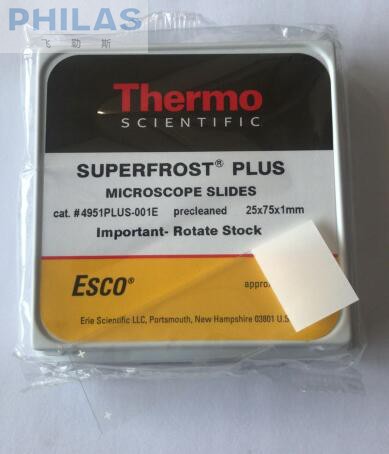 PHILAS
飞勒斯
Thermo
SCIENTIFIC
SUPERFROST® PLUS
MICROSCOPE SLIDES
cat. #4951PLUS-001E precleaned 25x75x1mm
Important- Rotate Stock
Esco®
Erie Scientific LLC, Portsmouth, New Hampshire 03801 U.S